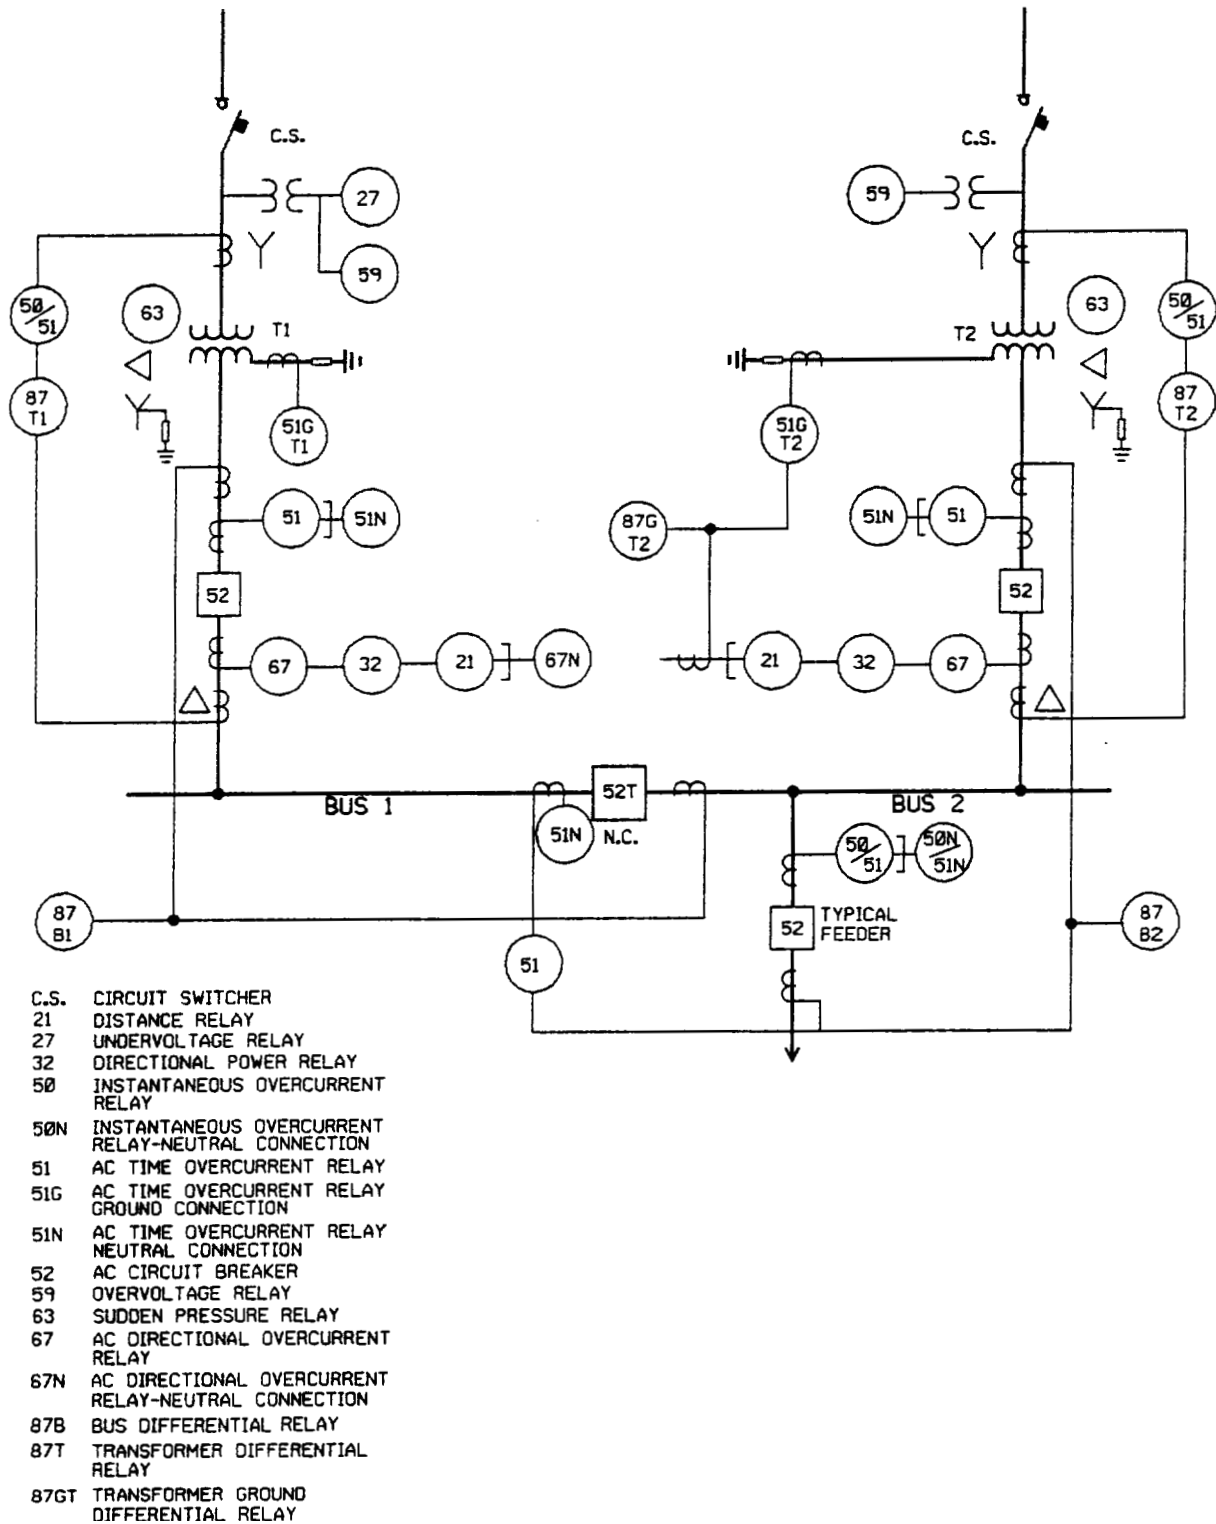 C.S.
C.S.
27
59
59
50/51
63
T1
T2
63
50/51
87
T1
51G
T1
51G
T2
87
T2
51
51N
87G
T2
51N
51
52
52
67
32
21
67N
21
32
67
BUS 1
52T
BUS 2
51N
N.C.
50/51
50N/51N
87
B1
52
TYPICAL
FEEDER
87
B2
51
C.S. CIRCUIT SWITCHER
21 DISTANCE RELAY
27 UNDERVOLTAGE RELAY
32 DIRECTIONAL POWER RELAY
50 INSTANTANEOUS OVERCURRENT
RELAY
50N INSTANTANEOUS OVERCURRENT
RELAY-NEUTRAL CONNECTION
51 AC TIME OVERCURRENT RELAY
51G AC TIME OVERCURRENT RELAY
GROUND CONNECTION
51N AC TIME OVERCURRENT RELAY
NEUTRAL CONNECTION
52 AC CIRCUIT BREAKER
59 OVERVOLTAGE RELAY
63 SUDDEN PRESSURE RELAY
67 AC DIRECTIONAL OVERCURRENT
RELAY
67N AC DIRECTIONAL OVERCURRENT
RELAY-NEUTRAL CONNECTION
87B BUS DIFFERENTIAL RELAY
87T TRANSFORMER DIFFERENTIAL
RELAY
87GT TRANSFORMER GROUND
DIFFERENTIAL RELAY